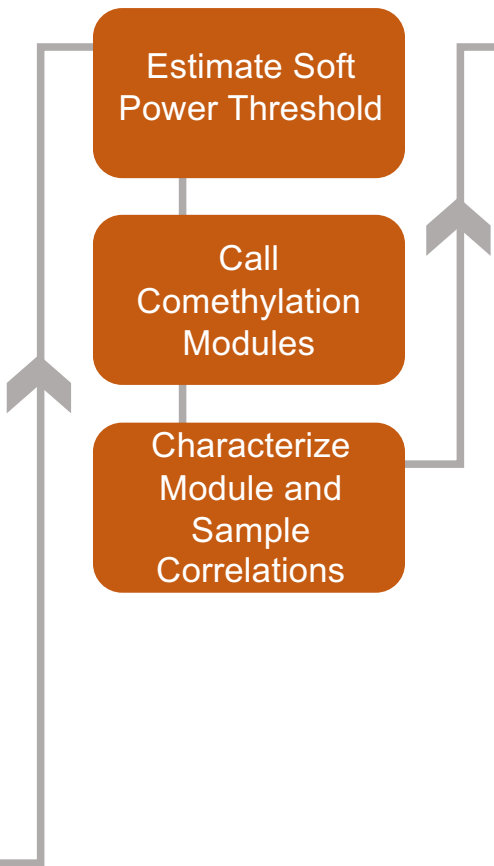 Estimate Soft
Power Threshold
Call
Comethylation
Modules
Characterize
Module and
Sample
Correlations